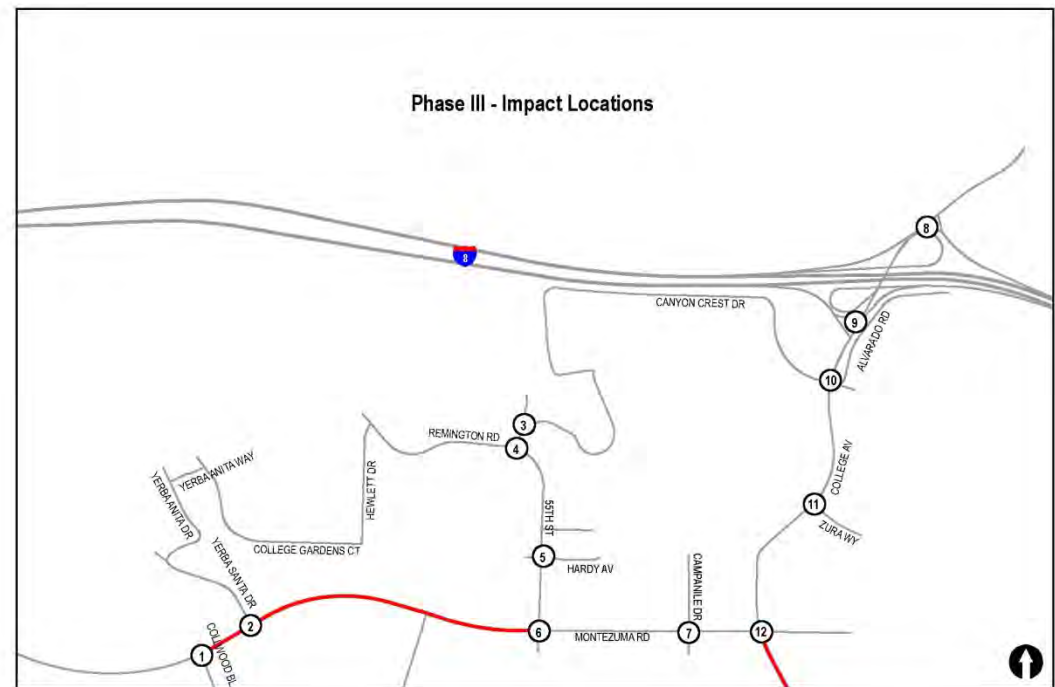 Phase III - Impact Locations
8
8
CANYON CREST DR
9
ALVARADO RD
10
3
REMINGTON RD
4
YERBA ANITA WAY
YERBA ANITA DR
HEWLETT DR
55TH ST
COLLEGE AV
11
ZURA WY
COLLEGE GARDENS CT
YERBA SANTA DR
5
HARDY AV
CAMPANILE DR
2
6
MONTEZUMA RD
7
12
1
COLLWOOD BL